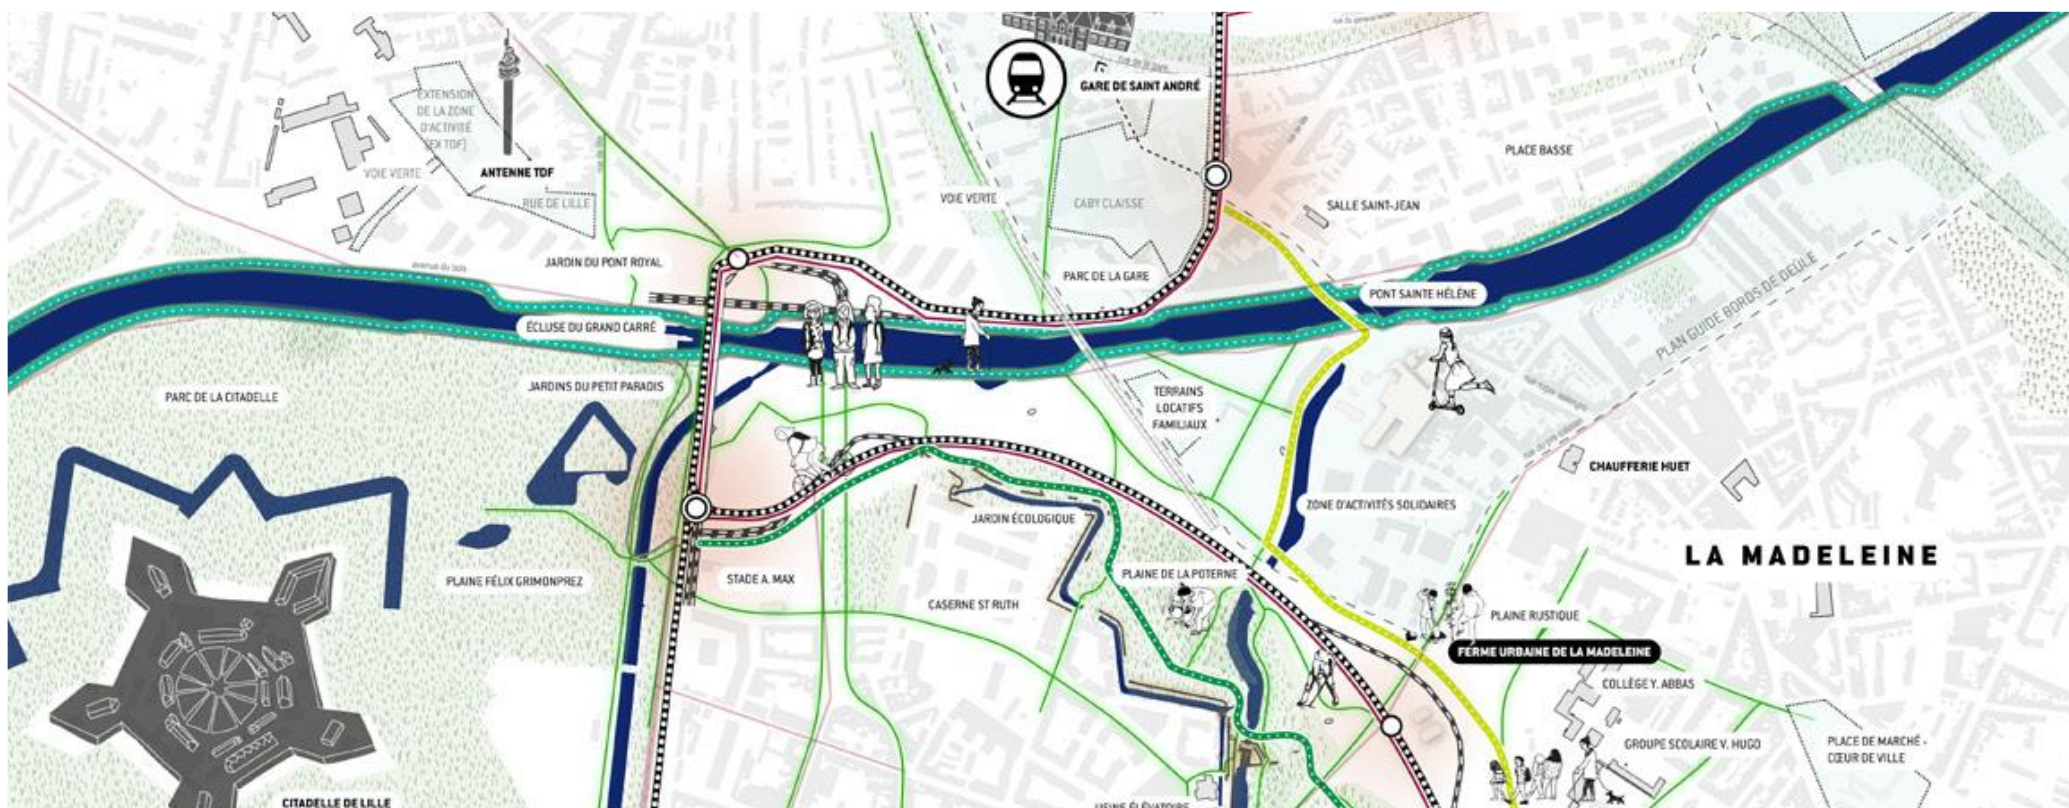 GARE DE SAINT ANDRÉ
EXTENSION
DE LA ZONE
D'ACTIVITÉ
(EX TDF)
VOIE VERTE
ANTENNE TDF
RUE DE LILLE
VOIE VERTE
CABY CLAISSE
PLACE BASSE
SALLE SAINT-JEAN
JARDIN DU PONT ROYAL
avenue du bois
PARC DE LA GARE
PONT SAINTE HÉLÈNE
PLAN GUIDE BORDS DE DEÛLE
ÉCLUSE DU GRAND CARRÉ
PARC DE LA CITADELLE
JARDINS DU PETIT PARADIS
TERRAINS
LOCATIFS
FAMILIAUX
CHAUFFERIE HUET
ZONE D'ACTIVITÉS SOLIDAIRES
JARDIN ÉCOLOGIQUE
LA MADELEINE
PLAINE FÉLIX GRIMONPREZ
STADE A. MAX
PLAINE DE LA POTERNE
CASERNE ST RUTH
PLAINE RUSTIQUE
FERME URBAINE DE LA MADELEINE
COLLÈGE Y. ABBAS
GROUPE SCOLAIRE V. HUGO
PLACE DE MARCHÉ -
CŒUR DE VILLE
CITADELLE DE LILLE
USINE ÉLÉVATOIRE